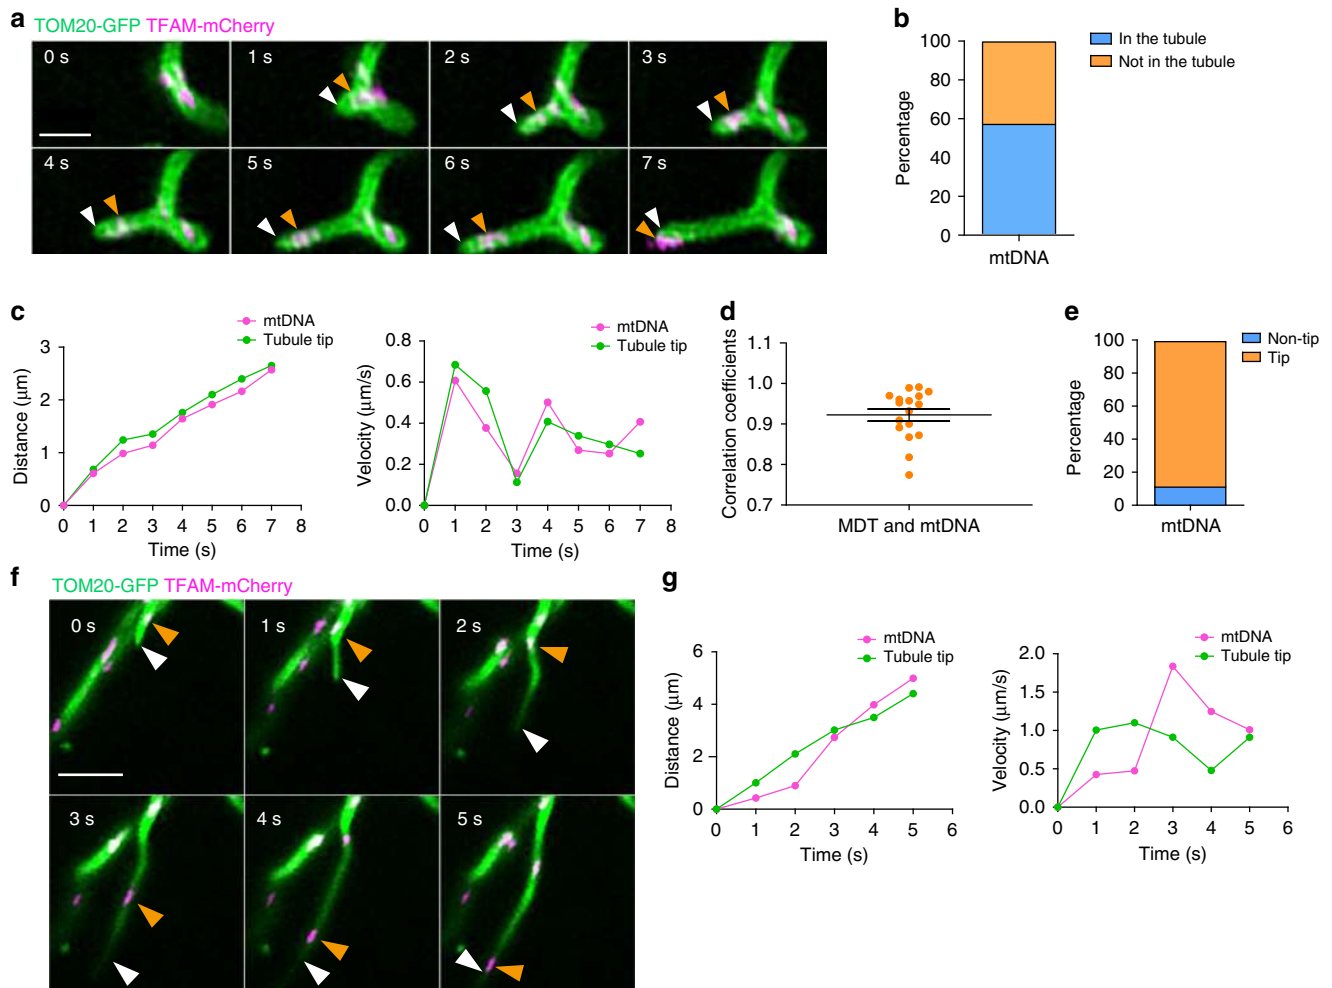 a
TOM20-GFP TFAM-mCherry
0 s
1 s
2 s
3 s
4 s
5 s
6 s
7 s
b
100
80
60
40
20
0
Percentage
mtDNA
In the tubule
Not in the tubule
c
mtDNA
Tubule tip
3
2
1
0
Distance (μm)
0 1 2 3 4 5 6 7 8
Time (s)
mtDNA
Tubule tip
0.8
0.6
0.4
0.2
0.0
Velocity (μm/s)
0 1 2 3 4 5 6 7 8
Time (s)
d
1.1
1.0
0.9
0.8
0.7
Correlation coefficients
MDT and mtDNA
e
100
80
60
40
20
0
Percentage
mtDNA
Non-tip
Tip
f
TOM20-GFP TFAM-mCherry
0 s
1 s
2 s
3 s
4 s
5 s
g
mtDNA
Tubule tip
6
4
2
0
Distance (μm)
0 1 2 3 4 5 6
Time (s)
mtDNA
Tubule tip
2.0
1.5
1.0
0.5
0.0
Velocity (μm/s)
0 1 2 3 4 5 6
Time (s)